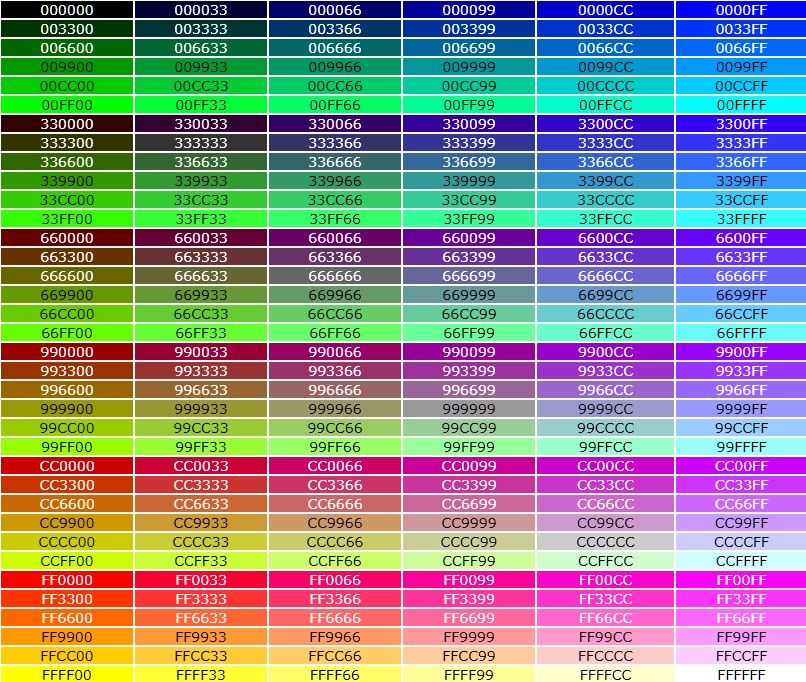 000000 000033 000066 000099 0000CC 0000FF
003300 003333 003366 003399 0033CC 0033FF
006600 006633 006666 006699 0066CC 0066FF
009900 009933 009966 009999 0099CC 0099FF
00CC00 00CC33 00CC66 00CC99 00CCCC 00CCFF
00FF00 00FF33 00FF66 00FF99 00FFCC 00FFFF
330000 330033 330066 330099 3300CC 3300FF
333300 333333 333366 333399 3333CC 3333FF
336600 336633 336666 336699 3366CC 3366FF
339900 339933 339966 339999 3399CC 3399FF
33CC00 33CC33 33CC66 33CC99 33CCCC 33CCFF
33FF00 33FF33 33FF66 33FF99 33FFCC 33FFFF
660000 660033 660066 660099 6600CC 6600FF
663300 663333 663366 663399 6633CC 6633FF
666600 666633 666666 666699 6666CC 6666FF
669900 669933 669966 669999 6699CC 6699FF
66CC00 66CC33 66CC66 66CC99 66CCCC 66CCFF
66FF00 66FF33 66FF66 66FF99 66FFCC 66FFFF
990000 990033 990066 990099 9900CC 9900FF
993300 993333 993366 993399 9933CC 9933FF
996600 996633 996666 996699 9966CC 9966FF
999900 999933 999966 999999 9999CC 9999FF
99CC00 99CC33 99CC66 99CC99 99CCCC 99CCFF
99FF00 99FF33 99FF66 99FF99 99FFCC 99FFFF
CC0000 CC0033 CC0066 CC0099 CC00CC CC00FF
CC3300 CC3333 CC3366 CC3399 CC33CC CC33FF
CC6600 CC6633 CC6666 CC6699 CC66CC CC66FF
CC9900 CC9933 CC9966 CC9999 CC99CC CC99FF
CCCC00 CCCC33 CCCC66 CCCC99 CCCCCC CCCCFF
CCFF00 CCFF33 CCFF66 CCFF99 CCFFCC CCFFFF
FF0000 FF0033 FF0066 FF0099 FF00CC FF00FF
FF3300 FF3333 FF3366 FF3399 FF33CC FF33FF
FF6600 FF6633 FF6666 FF6699 FF66CC FF66FF
FF9900 FF9933 FF9966 FF9999 FF99CC FF99FF
FFCC00 FFCC33 FFCC66 FFCC99 FFCCCC FFCCFF
FFFF00 FFFF33 FFFF66 FFFF99 FFFFCC FFFFFF